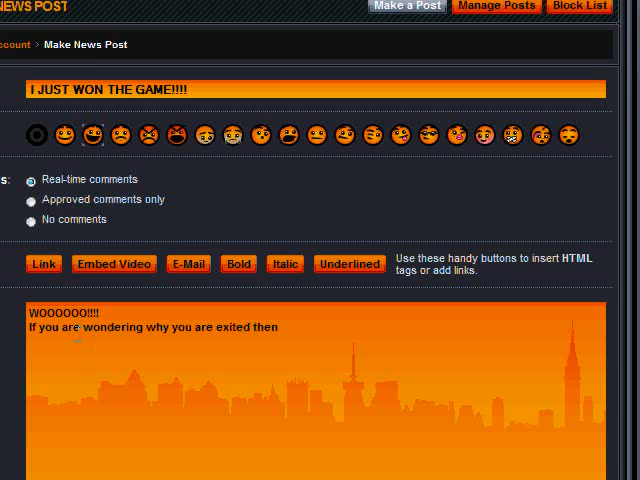 NEWS POST
Make a Post
Manage Posts
Block List
ccount > Make News Post
I JUST WON THE GAME!!!!
s:
Real-time comments
Approved comments only
No comments
Link
Embed Video
E-Mail
Bold
Italic
Underlined
Use these handy buttons to insert HTML
tags or add links.
WOOOOOO!!!!
If you are wondering why you are exited then